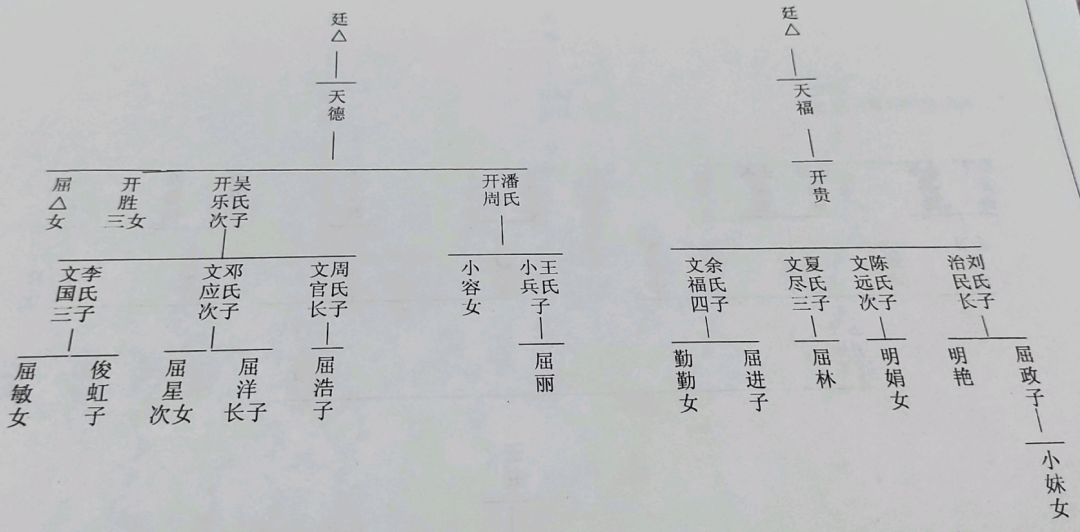 廷△
廷△
天德
天福
开贵
屈△女
开胜三女
开乐次子 吴氏
开周 潘氏
文国三子 李氏
文应次子 邓氏
文官长子 周氏
小容女
小兵子 王氏
文福四子 余氏
文尽三子 夏氏
文远次子 陈氏
治民长子 刘氏
屈敏女
俊虹子
屈星次女
屈洋长子
屈浩子
屈丽
勤勤女
屈进子
屈林
明娟女
明艳
屈政子
小妹女